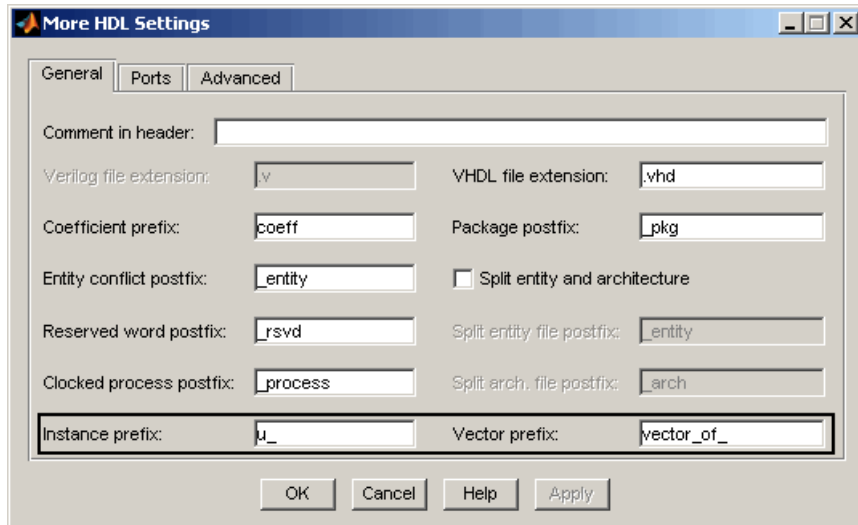 More HDL Settings
General Ports Advanced
Comment in header:
Verilog file extension: .v VHDL file extension: .vhd
Coefficient prefix: coeff Package postfix: _pkg
Entity conflict postfix: _entity Split entity and architecture
Reserved word postfix: _rsvd Split entity file postfix: _entity
Clocked process postfix: _process Split arch. file postfix: _arch
Instance prefix: u_ Vector prefix: vector_of_
OK Cancel Help Apply